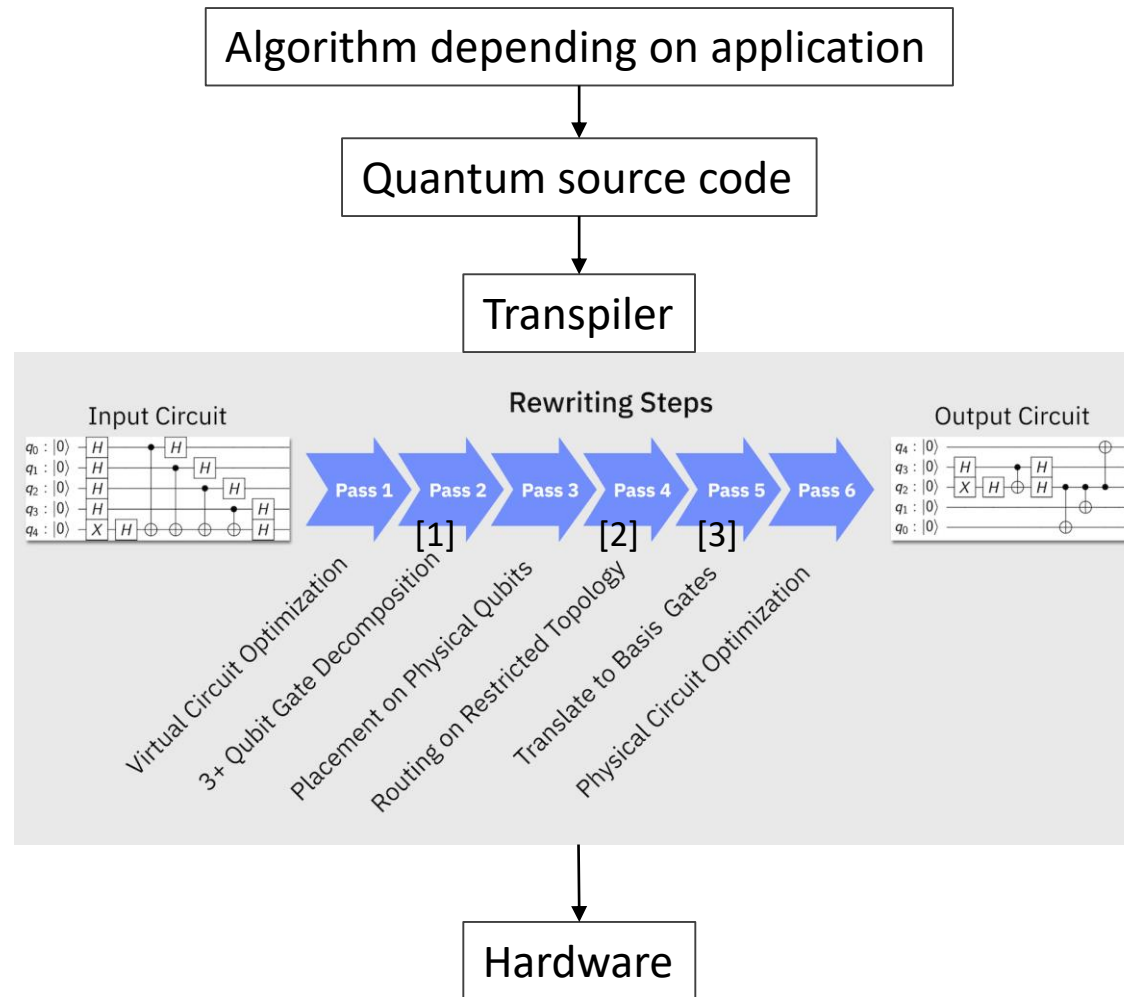 Algorithm depending on application
Quantum source code
Transpiler
Rewriting Steps
Input Circuit
q₀ : |0⟩ H H
q₁ : |0⟩ H H
q₂ : |0⟩ H H
q₃ : |0⟩ H H
q₄ : |0⟩ X H H
Pass 1 Pass 2 Pass 3 Pass 4 Pass 5 Pass 6
[1] [2] [3]
Virtual Circuit Optimization
3+ Qubit Gate Decomposition
Placement on Physical Qubits
Routing on Restricted Topology
Translate to Basis Gates
Physical Circuit Optimization
Output Circuit
q₄ : |0⟩
q₃ : |0⟩ H H
q₂ : |0⟩ X H H
q₁ : |0⟩
q₀ : |0⟩
Hardware